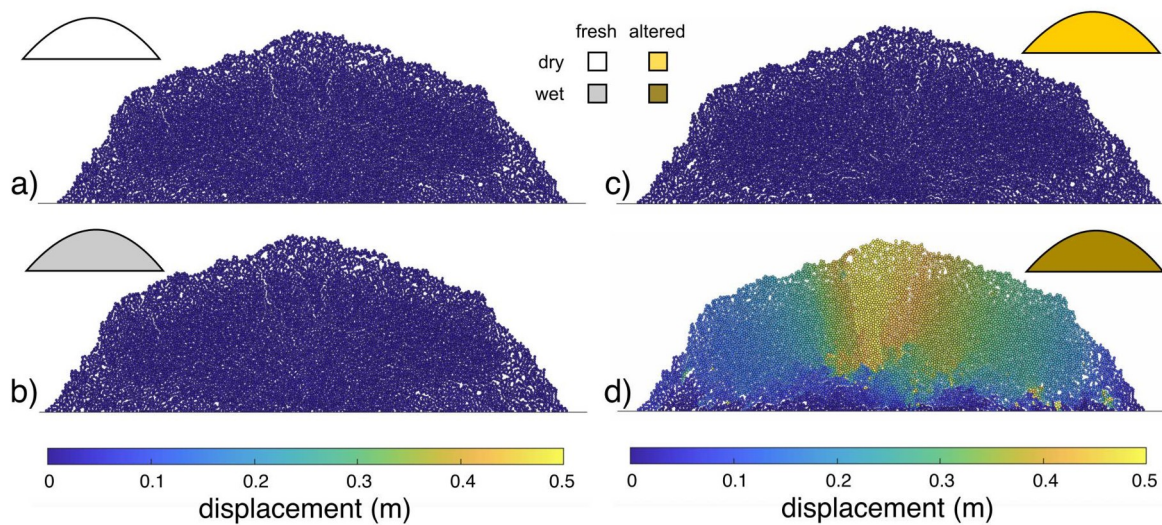 fresh altered
dry
wet
a)
c)
b)
d)
0 0.1 0.2 0.3 0.4 0.5
displacement (m)
0 0.1 0.2 0.3 0.4 0.5
displacement (m)